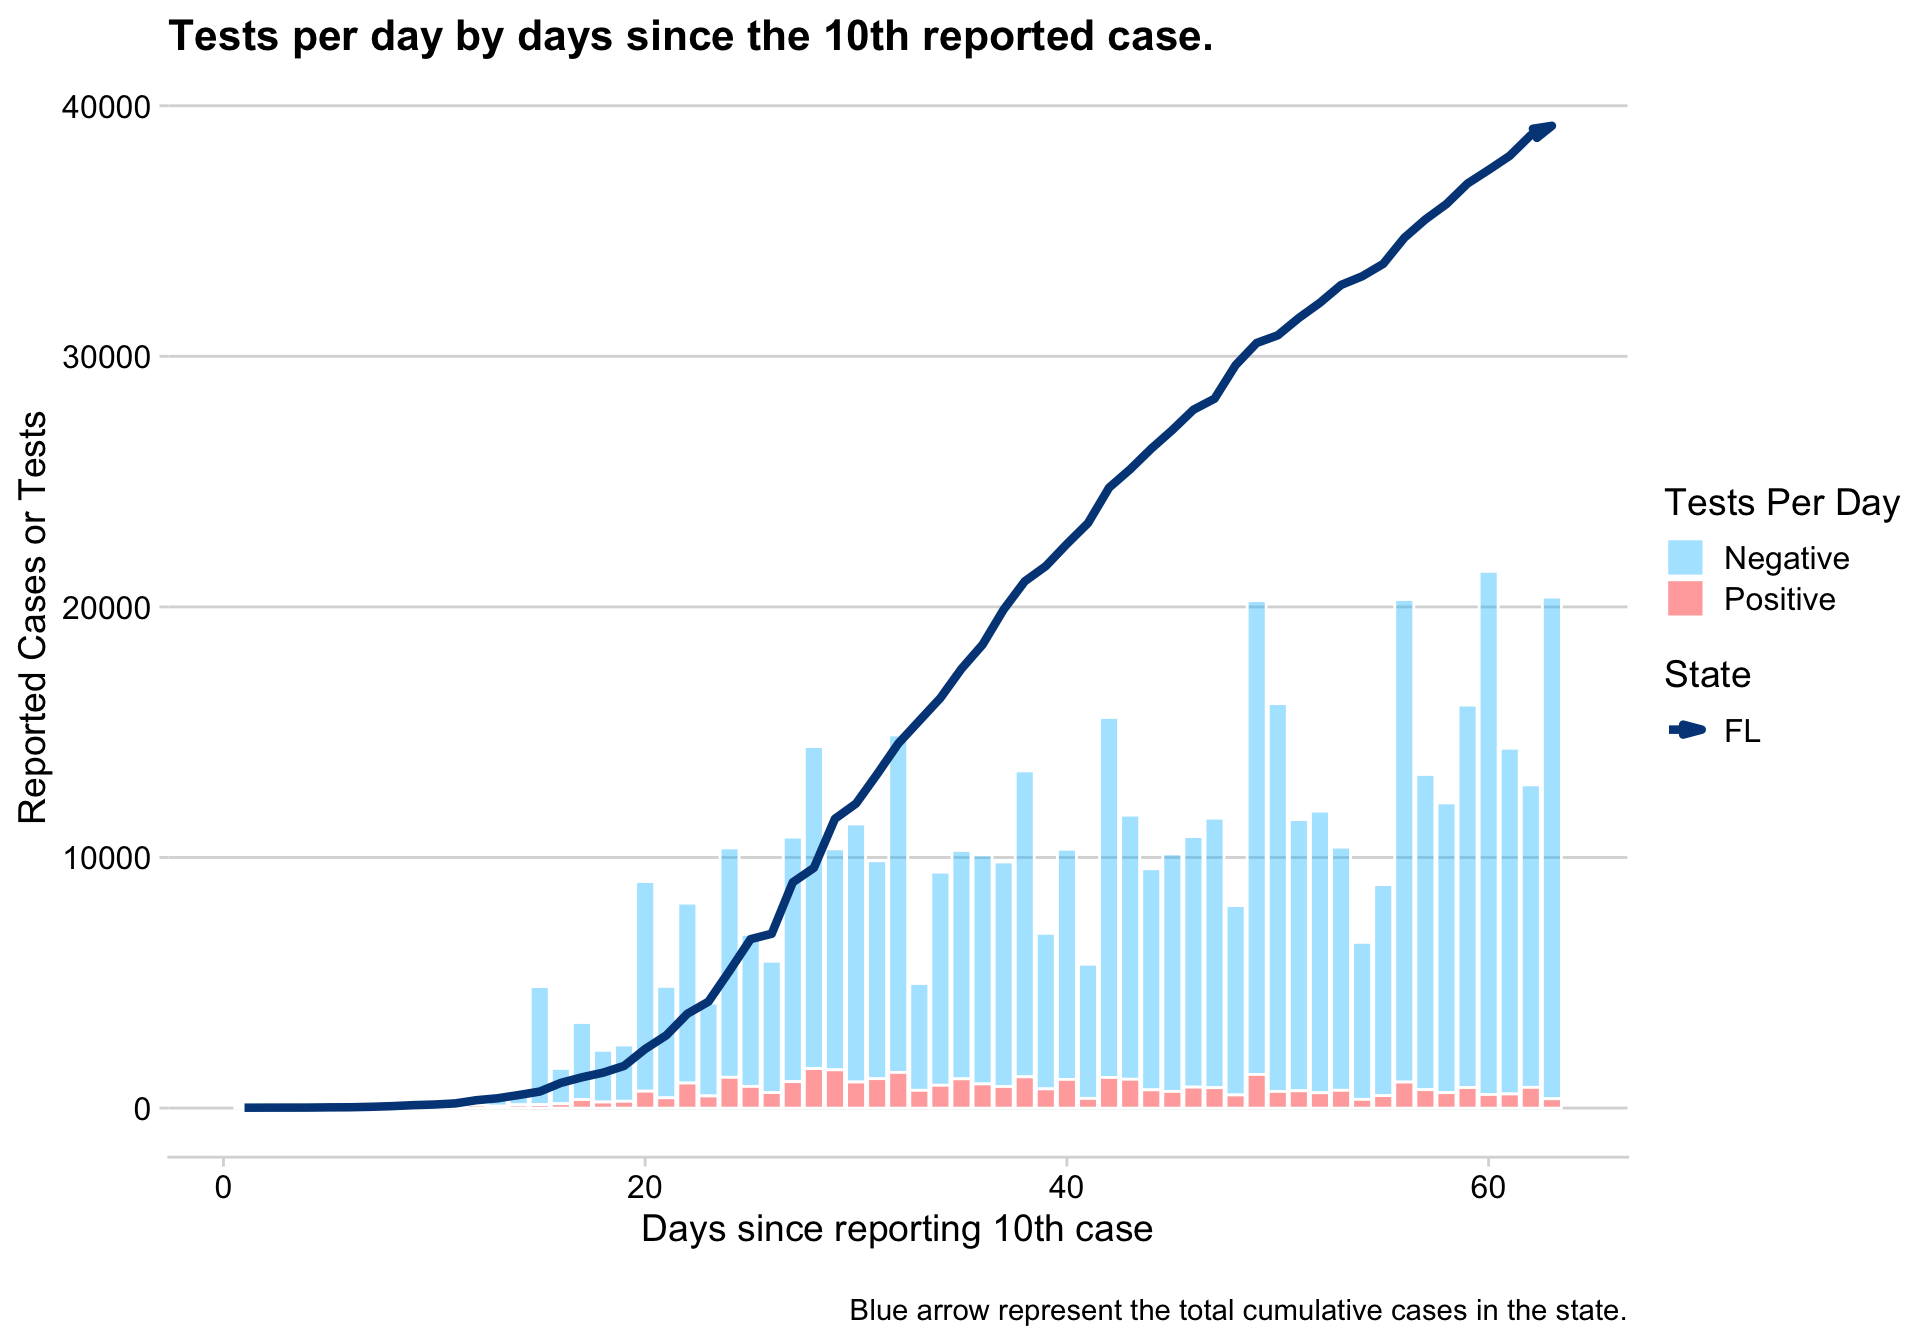 Tests per day by days since the 10th reported case.
40000
30000
20000
10000
0
Reported Cases or Tests
0 20 40 60
Days since reporting 10th case
Tests Per Day
Negative
Positive
State
FL
Blue arrow represent the total cumulative cases in the state.